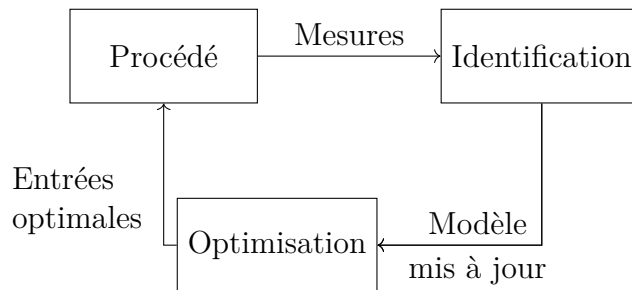 Procédé
Mesures
Identification
Entrées
optimales
Optimisation
Modèle
mis à jour